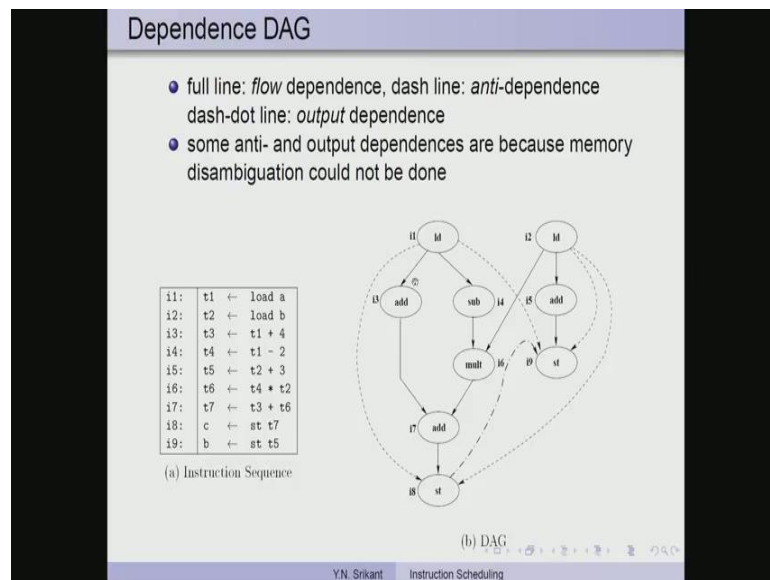 Dependence DAG
full line: flow dependence, dash line: anti-dependence
dash-dot line: output dependence
some anti- and output dependences are because memory
disambiguation could not be done
i1: t1 ← load a
i2: t2 ← load b
i3: t3 ← t1 + 4
i4: t4 ← t1 - 2
i5: t5 ← t2 + 3
i6: t6 ← t4 * t2
i7: t7 ← t3 + t6
i8: c ← st t7
i9: b ← st t5
(a) Instruction Sequence
i1 ld
i2 ld
i3 add
sub i4
i5 add
mult i6
i9 st
i7 add
i8 st
(b) DAG
Y.N. Srikant Instruction Scheduling